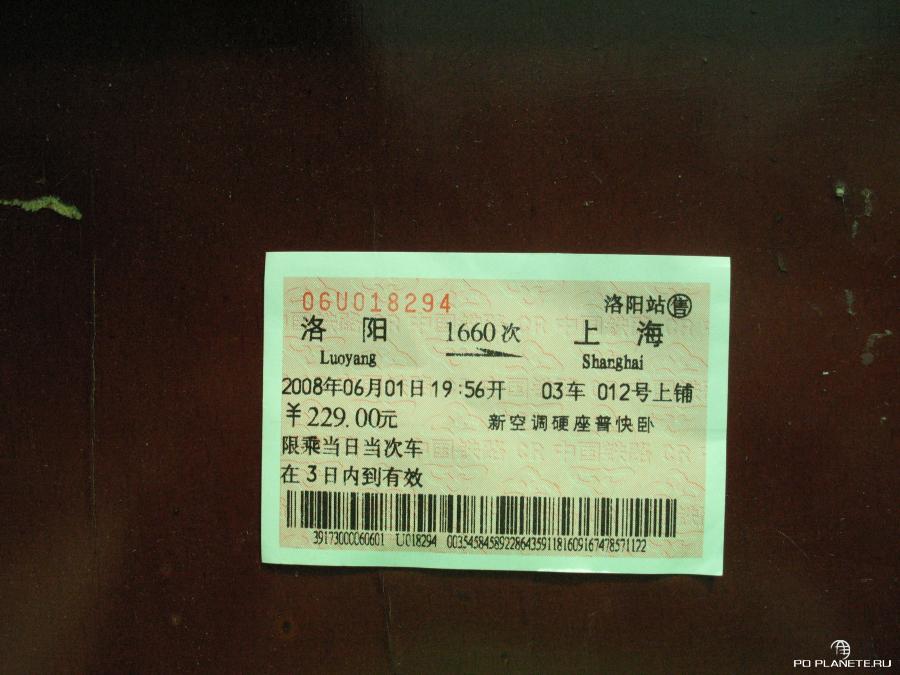 06U018294 洛阳站售
洛 阳 1660次 上 海
Luoyang Shanghai
2008年06月01日19:56开 03车 012号上铺
￥229.00元 新空调硬座普快卧
限乘当日当次车
在3日内到有效
39173000060601 U018294 00354584589228643591181609167478571172
PO PLANETE.RU